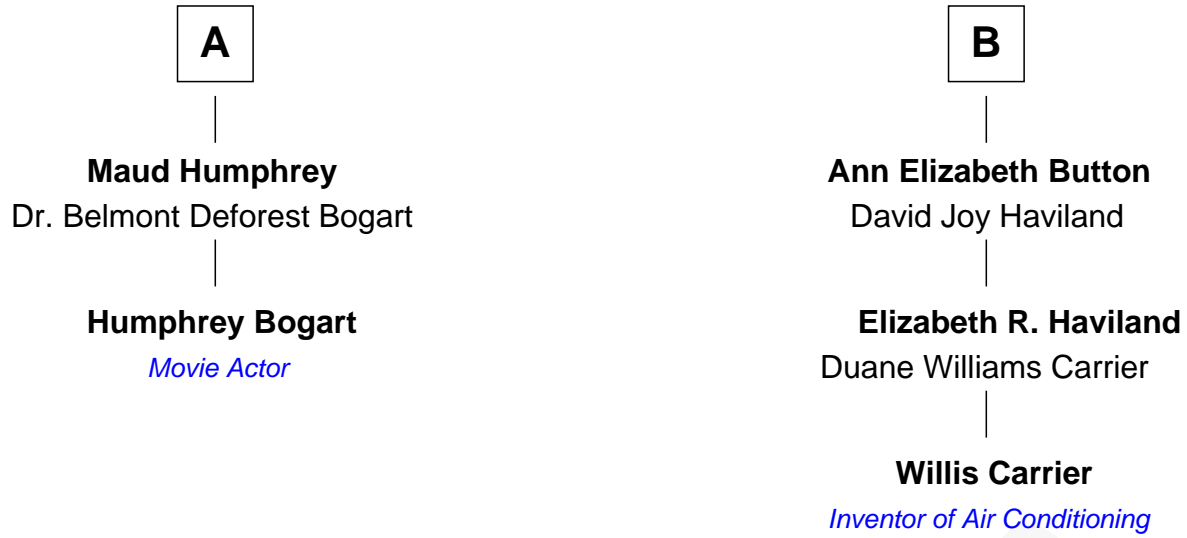 A
Maud Humphrey
Dr. Belmont Deforest Bogart
Humphrey Bogart
Movie Actor
B
Ann Elizabeth Button
David Joy Haviland
Elizabeth R. Haviland
Duane Williams Carrier
Willis Carrier
Inventor of Air Conditioning